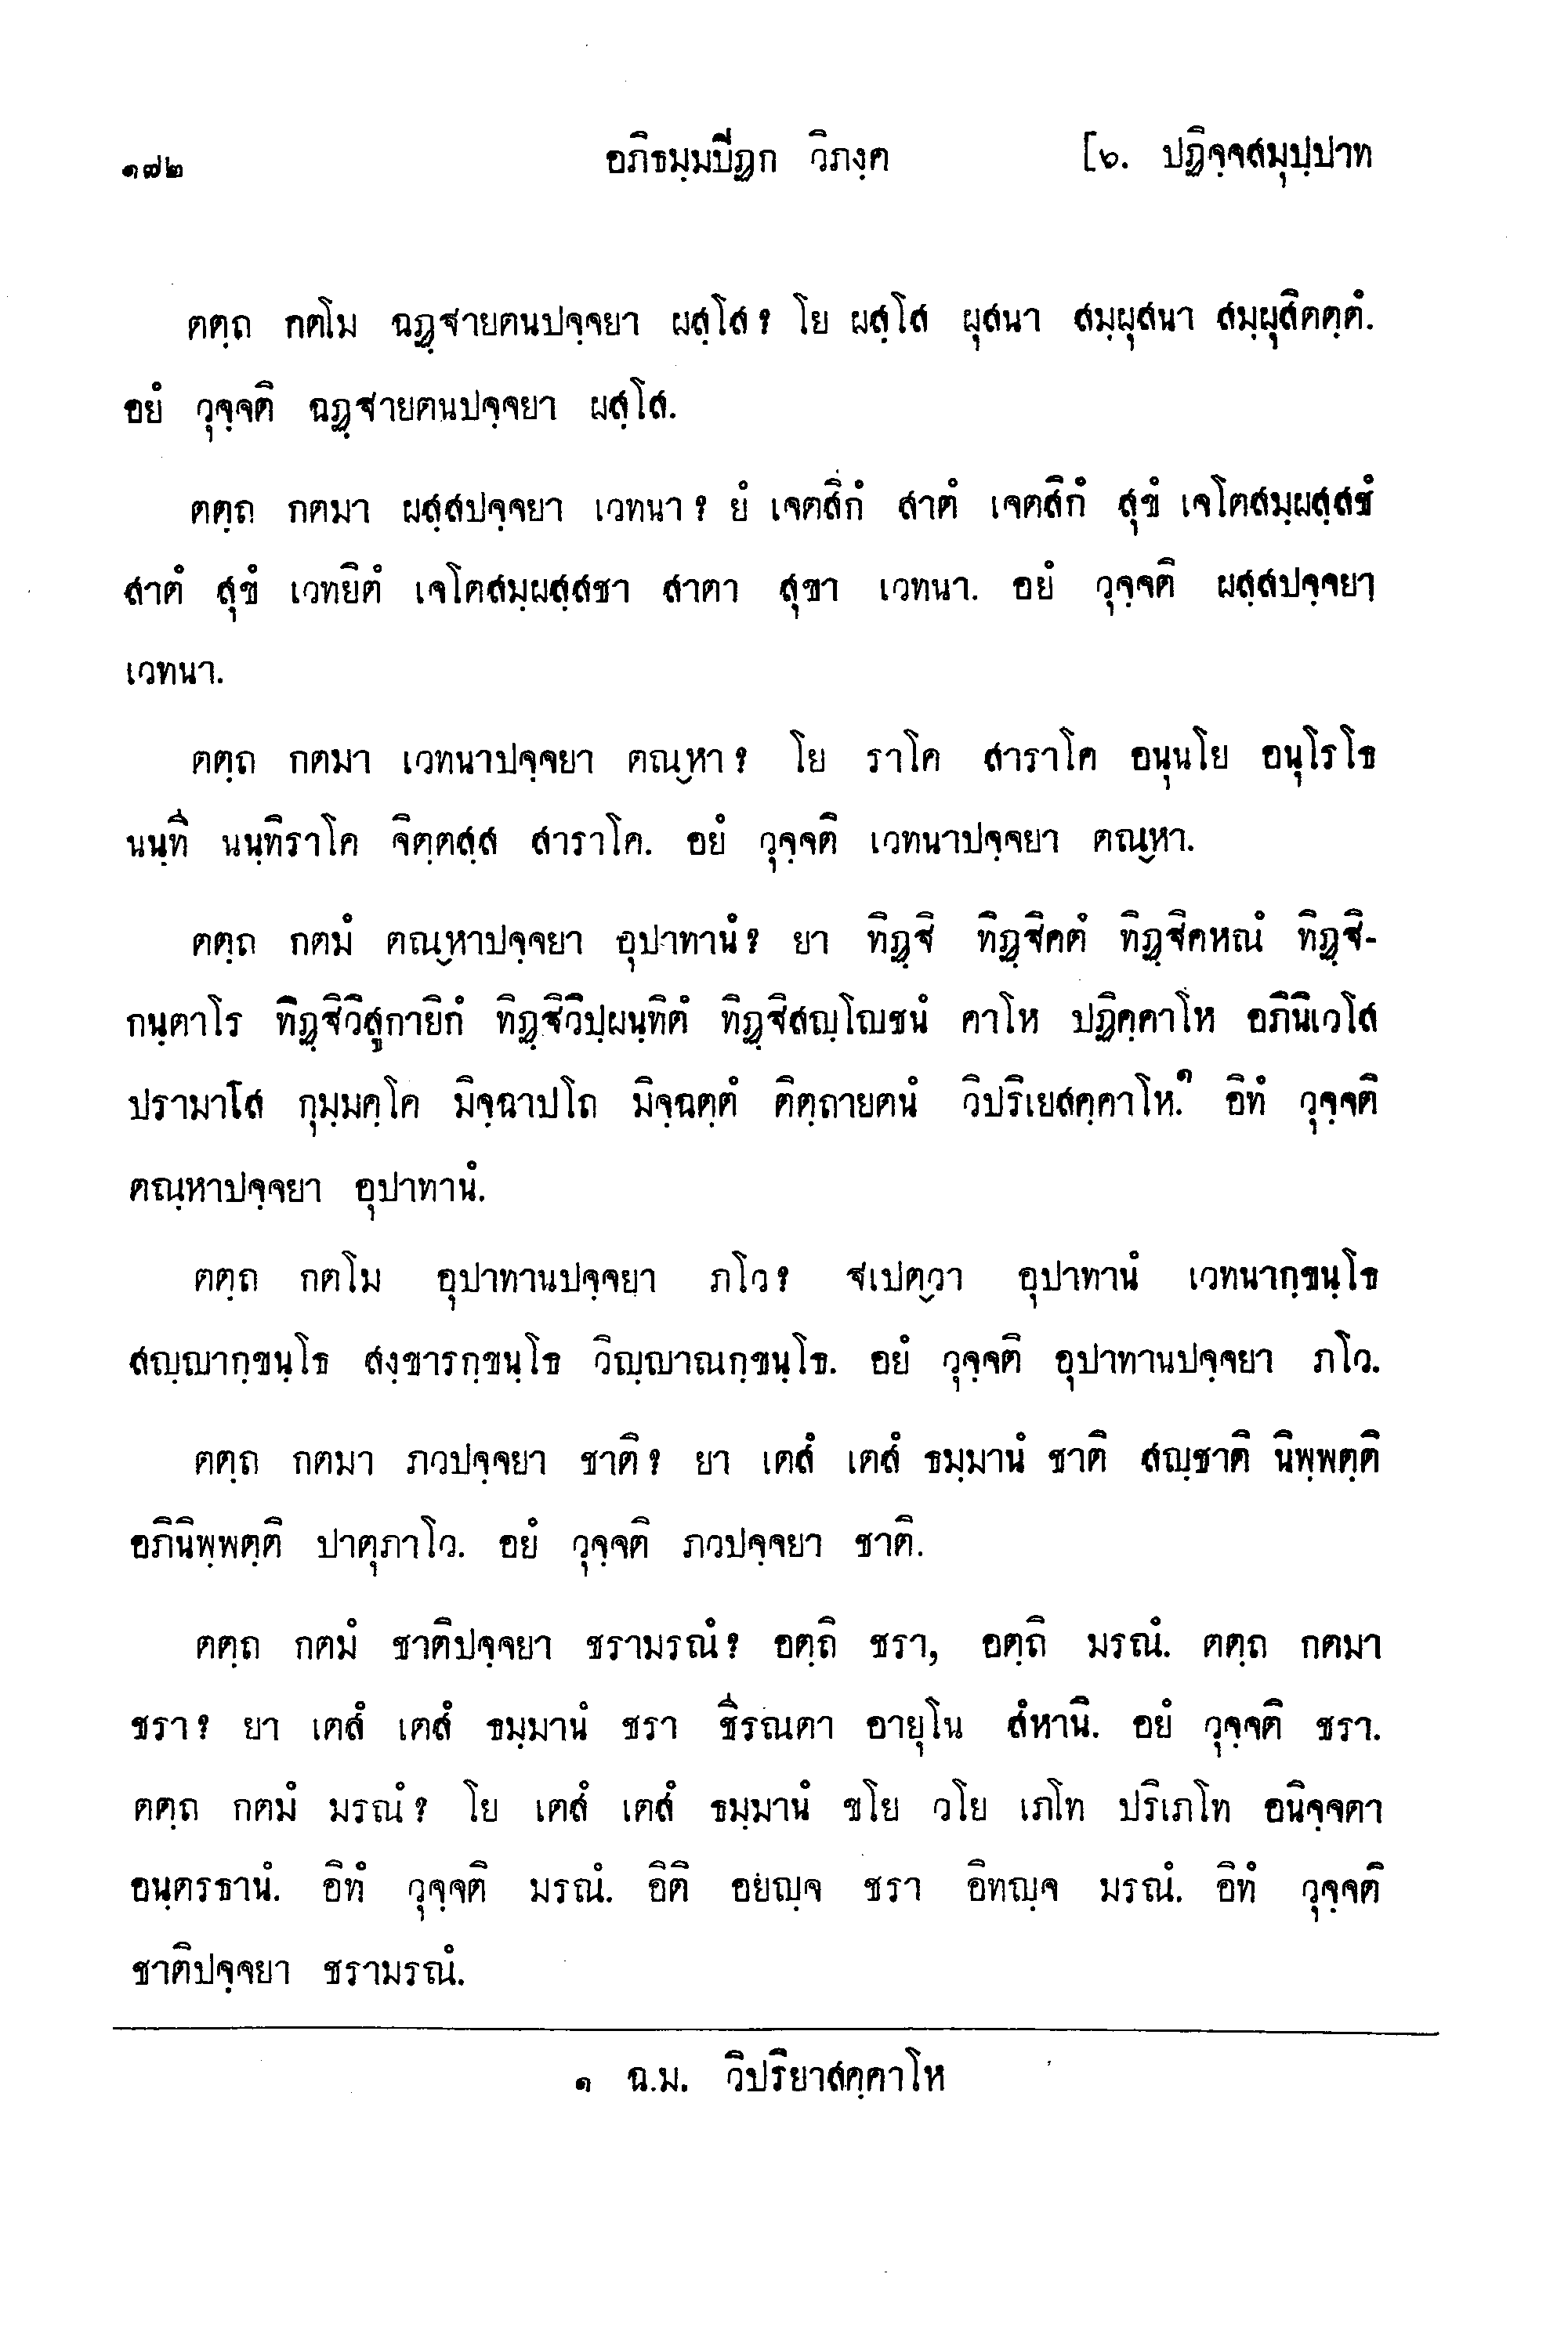 ๑๗๒ อภิธมฺมปีฏก วิภงฺค [๖. ปฏิจฺจสมุปฺปาท
ตตฺถ กตโม ฉฏฺฐายตนปจฺจยา ผสฺโส? โย ผสฺโส ผุสนา สมฺผุสนา สมฺผุสิตตฺตํ.
อยํ วุจฺจติ ฉฏฺฐายตนปจฺจยา ผสฺโส.
ตตฺถ กตมา ผสฺสปจฺจยา เวทนา? ยํ เจตสิกํ สาตํ เจตสิกํ สุขํ เจโตสมฺผสฺสชํ
สาตํ สุขํ เวทยิตํ เจโตสมฺผสฺสชา สาตา สุขา เวทนา. อยํ วุจฺจติ ผสฺสปจฺจยา
เวทนา.
ตตฺถ กตมา เวทนาปจฺจยา ตณฺหา? โย ราโค สาราโค อนุนโย อนุโรโธ
นนฺทิ นนฺทิราโค จิตฺตสฺส สาราโค. อยํ วุจฺจติ เวทนาปจฺจยา ตณฺหา.
ตตฺถ กตมํ ตณฺหาปจฺจยา อุปาทานํ? ยา ทิฏฺฐิ ทิฏฺฐิคตํ ทิฏฺฐิคหณํ ทิฏฺฐิ-
กนฺตาโร ทิฏฺฐิวิสูกายิกํ ทิฏฺฐิวิปฺผนฺทิตํ ทิฏฺฐิสญฺโญชนํ คาโห ปฏิคฺคาโห อภินิเวโส
ปรามาโส กุมฺมคฺโค มิจฺฉาปโถ มิจฺฉตฺตํ ติตฺถายตนํ วิปริเยสคฺคาโห.๑ อิทํ วุจฺจติ
ตณฺหาปจฺจยา อุปาทานํ.
ตตฺถ กตโม อุปาทานปจฺจยา ภโว? ฐเปตฺวา อุปาทานํ เวทนากฺขนฺโธ
สญฺญากฺขนฺโธ สงฺขารกฺขนฺโธ วิญฺญาณกฺขนฺโธ. อยํ วุจฺจติ อุปาทานปจฺจยา ภโว.
ตตฺถ กตมา ภวปจฺจยา ชาติ? ยา เตสํ เตสํ ธมฺมานํ ชาติ สญฺชาติ นิพฺพตฺติ
อภินิพฺพตฺติ ปาตุภาโว. อยํ วุจฺจติ ภวปจฺจยา ชาติ.
ตตฺถ กตมํ ชาติปจฺจยา ชรามรณํ? อตฺถิ ชรา, อตฺถิ มรณํ. ตตฺถ กตมา
ชรา? ยา เตสํ เตสํ ธมฺมานํ ชรา ชีรณตา อายุโน สํหานิ. อยํ วุจฺจติ ชรา.
ตตฺถ กตมํ มรณํ? โย เตสํ เตสํ ธมฺมานํ ขโย วโย เภโท ปริเภโท อนิจฺจตา
อนฺตรธานํ. อิทํ วุจฺจติ มรณํ. อิติ อยญฺจ ชรา อิทญฺจ มรณํ. อิทํ วุจฺจติ
ชาติปจฺจยา ชรามรณํ.
๑ ฉ.ม. วิปริยาสคฺคาโห